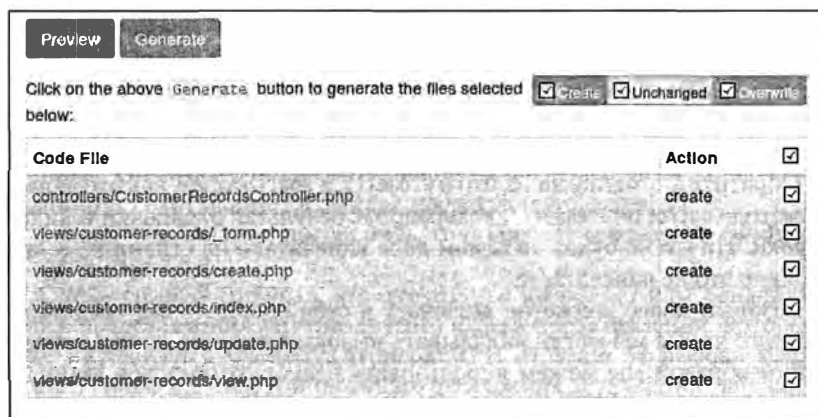 Preview Generate
Click on the above Generate button to generate the files selected Create Unchanged Overwrite
below:
Code File Action
controllers/CustomerRecordsController.php create
views/customer-records/_form.php create
views/customer-records/create.php create
views/customer-records/index.php create
views/customer-records/update.php create
views/customer-records/view.php create